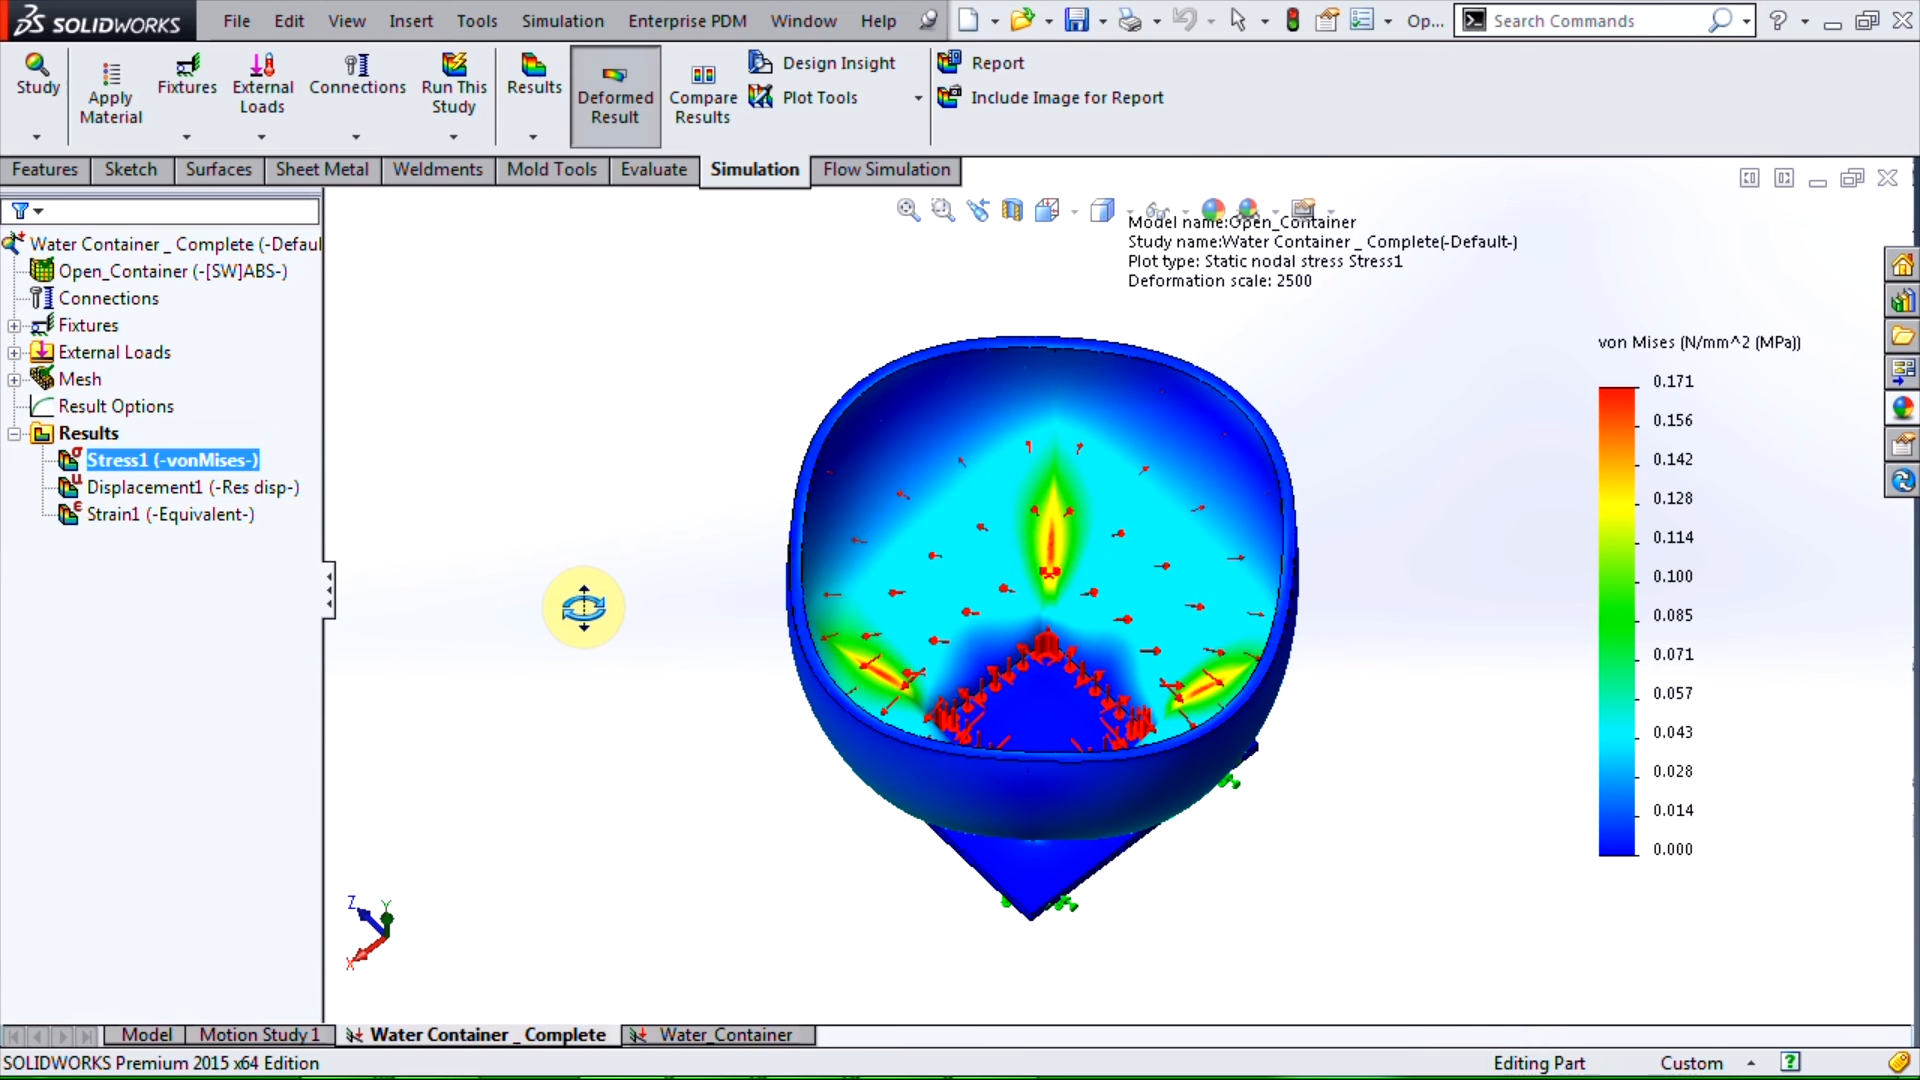 SOLIDWORKS File Edit View Insert Tools Simulation Enterprise PDM Window Help Op... Search Commands
Study
Apply Material
Fixtures
External Loads
Connections
Run This Study
Results
Deformed Result
Compare Results
Design Insight
Plot Tools
Report
Include Image for Report
Features Sketch Surfaces Sheet Metal Weldments Mold Tools Evaluate Simulation Flow Simulation
Water Container _ Complete (-Defaul
Open_Container (-[SW]ABS-)
Connections
Fixtures
External Loads
Mesh
Result Options
Results
Stress1 (-vonMises-)
Displacement1 (-Res disp-)
Strain1 (-Equivalent-)
Model name:Open_Container
Study name:Water Container _ Complete(-Default-)
Plot type: Static nodal stress Stress1
Deformation scale: 2500
von Mises (N/mm^2 (MPa))
0.171
0.156
0.142
0.128
0.114
0.100
0.085
0.071
0.057
0.043
0.028
0.014
0.000
Z Y
X
Model Motion Study 1 Water Container _ Complete Water_Container
SOLIDWORKS Premium 2015 x64 Edition Editing Part Custom